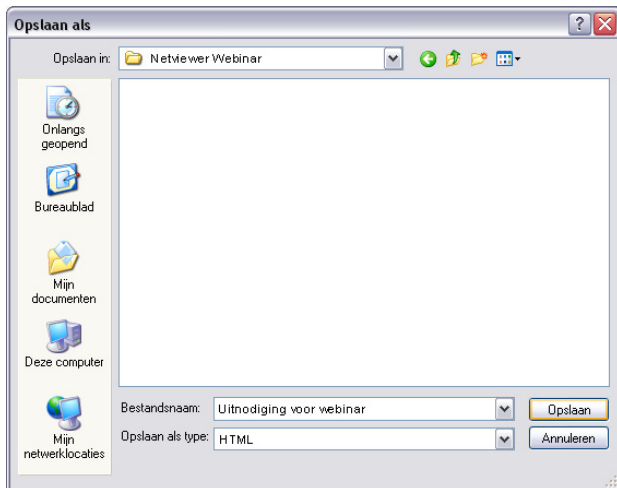 Opslaan als
Opslaan in:
Netviewer Webinar
Onlangs
geopend
Bureaublad
Mijn
documenten
Deze computer
Mijn
netwerklocaties
Bestandsnaam:
Uitnodiging voor webinar
Opslaan
Opslaan als type:
HTML
Annuleren